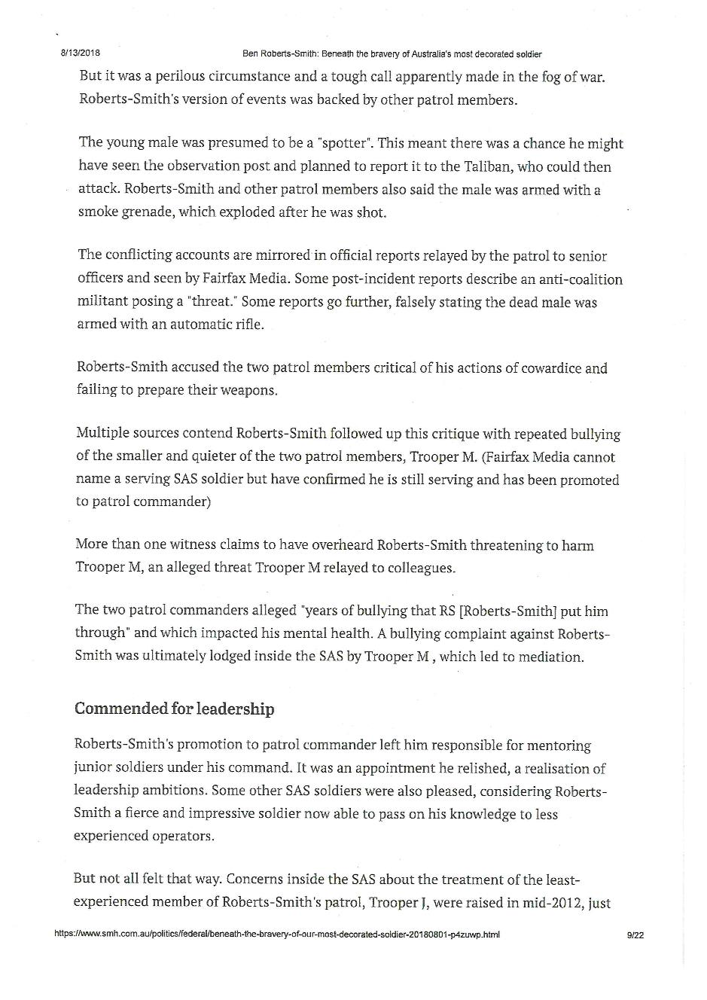 8/13/2018 Ben Roberts-Smith: Beneath the bravery of Australia's most decorated soldier
But it was a perilous circumstance and a tough call apparently made in the fog of war.
Roberts-Smith's version of events was backed by other patrol members.
The young male was presumed to be a "spotter". This meant there was a chance he might
have seen the observation post and planned to report it to the Taliban, who could then
attack. Roberts-Smith and other patrol members also said the male was armed with a
smoke grenade, which exploded after he was shot.
The conflicting accounts are mirrored in official reports relayed by the patrol to senior
officers and seen by Fairfax Media. Some post-incident reports describe an anti-coalition
militant posing a "threat." Some reports go further, falsely stating the dead male was
armed with an automatic rifle.
Roberts-Smith accused the two patrol members critical of his actions of cowardice and
failing to prepare their weapons.
Multiple sources contend Roberts-Smith followed up this critique with repeated bullying
of the smaller and quieter of the two patrol members, Trooper M. (Fairfax Media cannot
name a serving SAS soldier but have confirmed he is still serving and has been promoted
to patrol commander)
More than one witness claims to have overheard Roberts-Smith threatening to harm
Trooper M, an alleged threat Trooper M relayed to colleagues.
The two patrol commanders alleged "years of bullying that RS [Roberts-Smith] put him
through" and which impacted his mental health. A bullying complaint against Roberts-
Smith was ultimately lodged inside the SAS by Trooper M , which led to mediation.
Commended for leadership
Roberts-Smith's promotion to patrol commander left him responsible for mentoring
junior soldiers under his command. It was an appointment he relished, a realisation of
leadership ambitions. Some other SAS soldiers were also pleased, considering Roberts-
Smith a fierce and impressive soldier now able to pass on his knowledge to less
experienced operators.
But not all felt that way. Concerns inside the SAS about the treatment of the least-
experienced member of Roberts-Smith's patrol, Trooper J, were raised in mid-2012, just
https://www.smh.com.au/politics/federal/beneath-the-bravery-of-our-most-decorated-soldier-20180801-p4zuwp.html 9/22